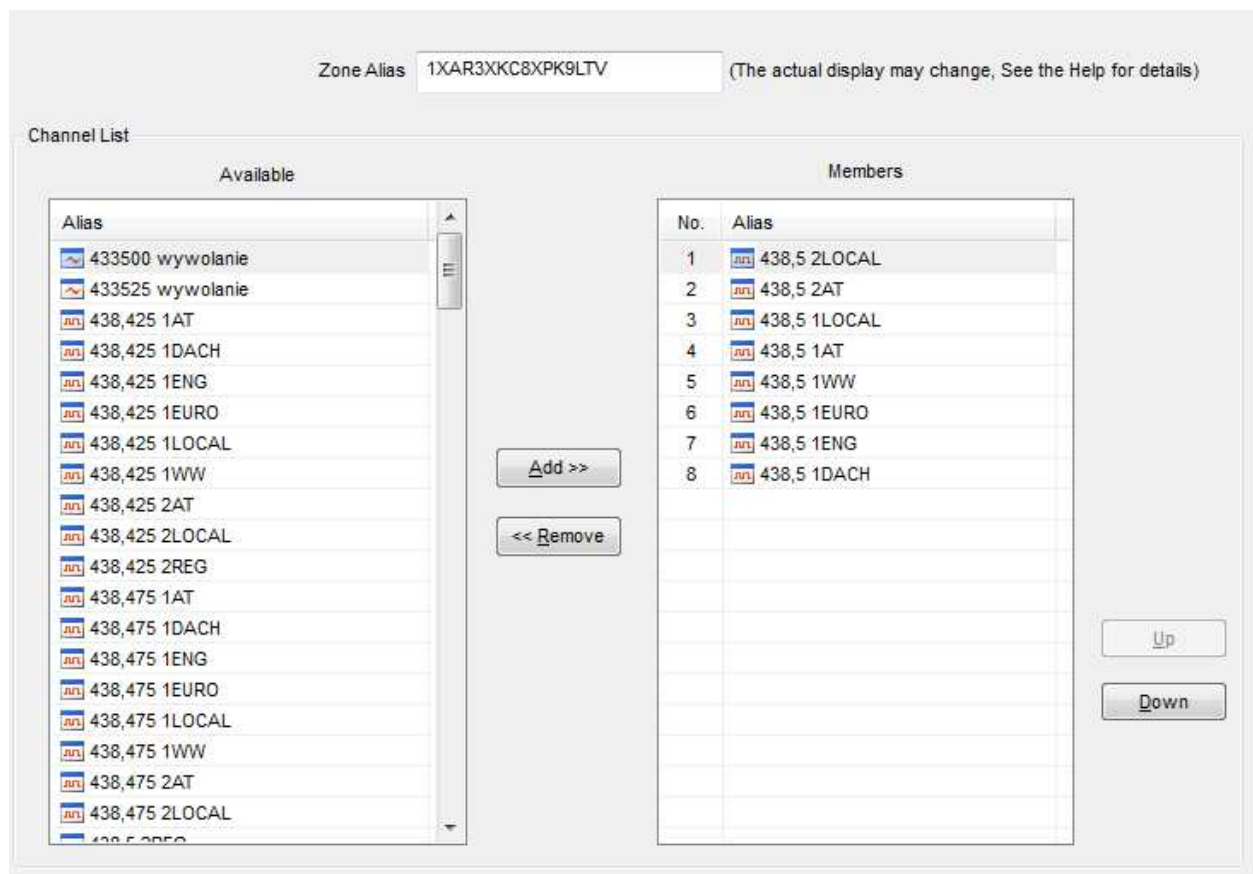 Zone Alias 1XAR3XKC8XPK9LTV (The actual display may change, See the Help for details)
Channel List
Available
Alias
433500 wywolanie
433525 wywolanie
438,425 1AT
438,425 1DACH
438,425 1ENG
438,425 1EURO
438,425 1LOCAL
438,425 1WW
438,425 2AT
438,425 2LOCAL
438,425 2REG
438,475 1AT
438,475 1DACH
438,475 1ENG
438,475 1EURO
438,475 1LOCAL
438,475 1WW
438,475 2AT
438,475 2LOCAL
Add >>
<< Remove
Members
No. Alias
1 438,5 2LOCAL
2 438,5 2AT
3 438,5 1LOCAL
4 438,5 1AT
5 438,5 1WW
6 438,5 1EURO
7 438,5 1ENG
8 438,5 1DACH
Up
Down